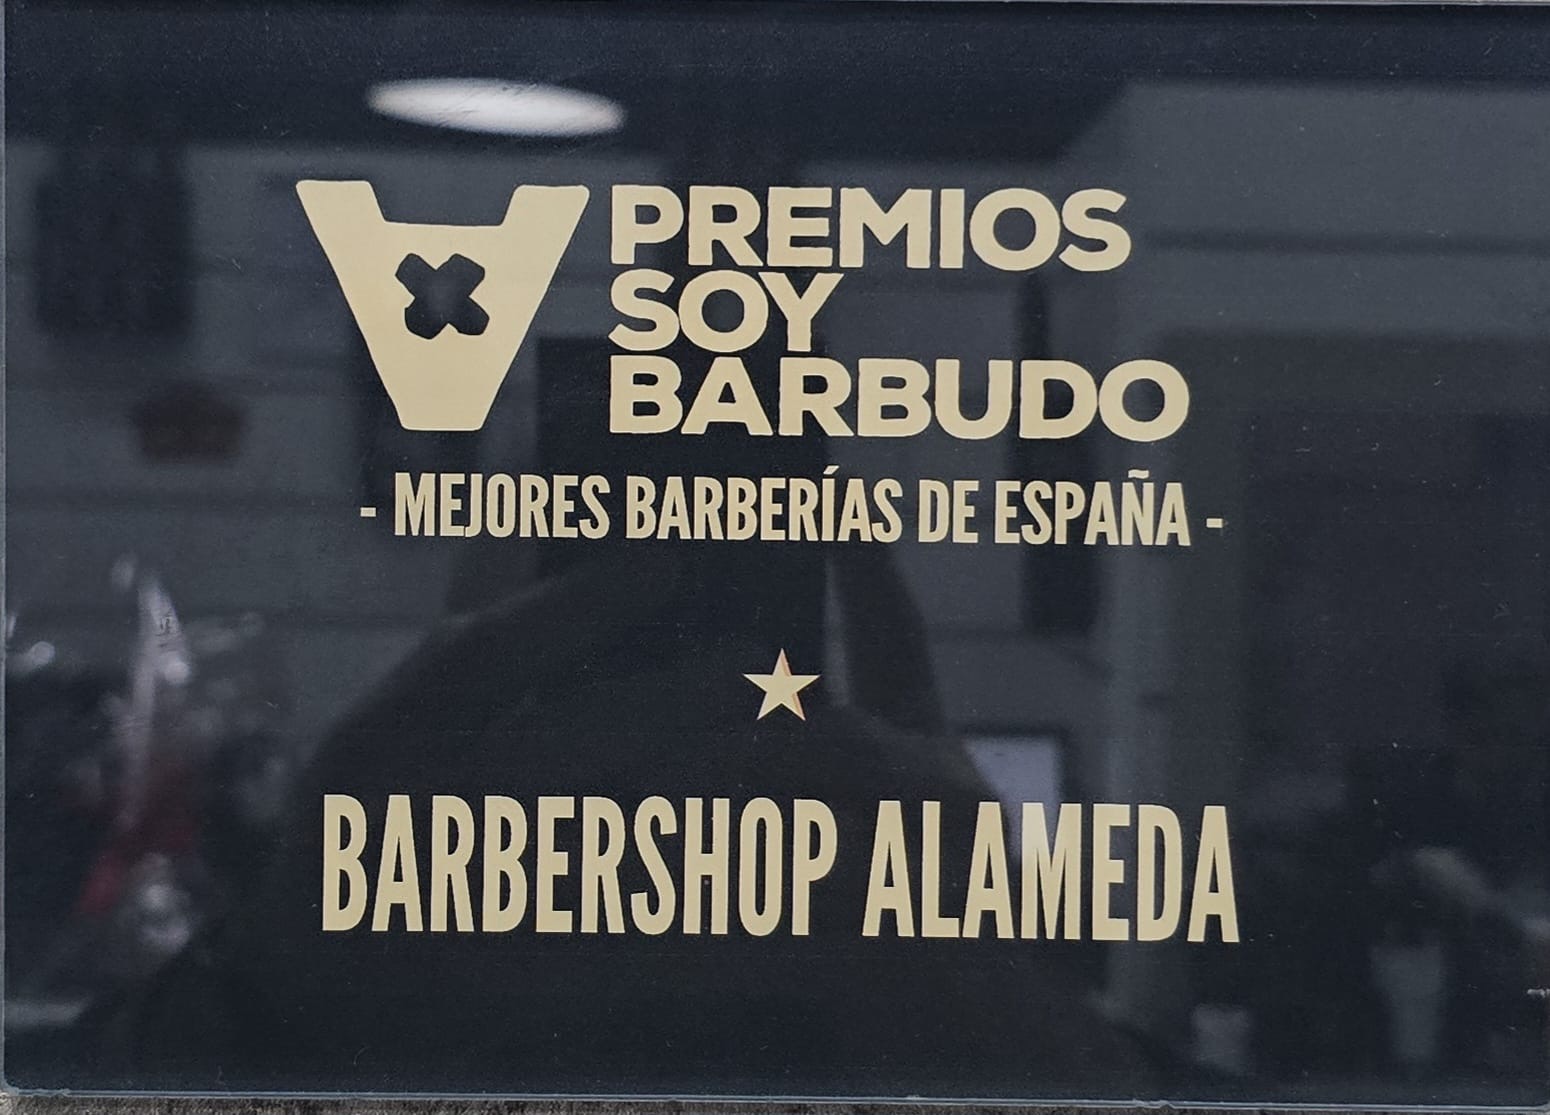 PREMIOS
SOY
BARBUDO
- MEJORES BARBERÍAS DE ESPAÑA -
BARBERSHOP ALAMEDA